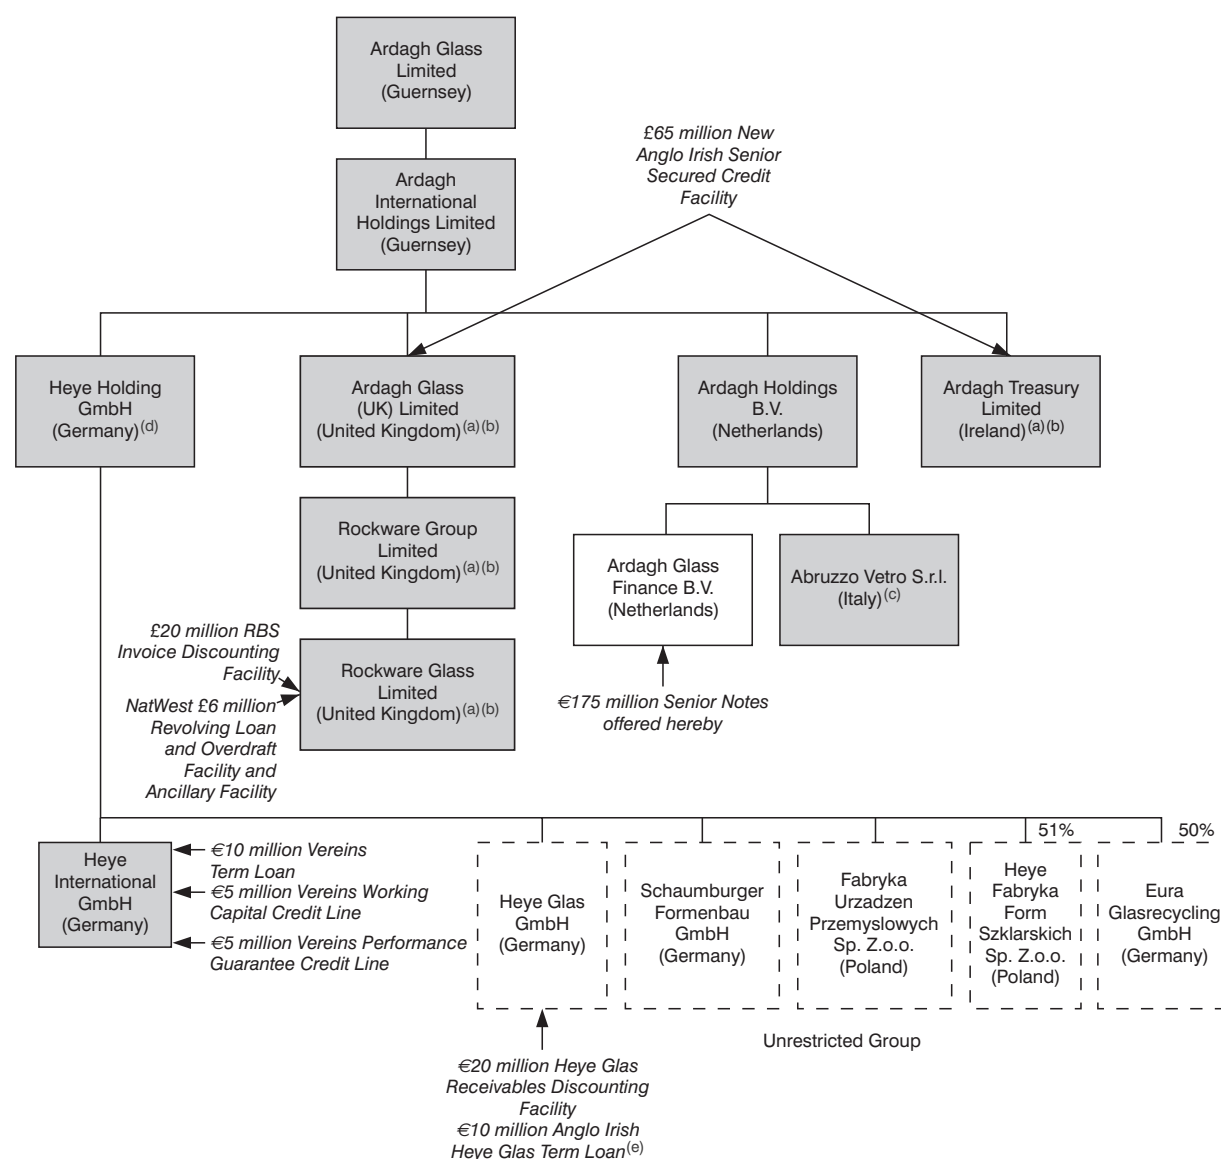 Ardagh Glass
Limited
(Guernsey)
£65 million New
Anglo Irish Senior
Secured Credit
Facility
Ardagh
International
Holdings Limited
(Guernsey)
Heye Holding
GmbH
(Germany)(d)
Ardagh Glass
(UK) Limited
(United Kingdom)(a)(b)
Ardagh Holdings
B.V.
(Netherlands)
Ardagh Treasury
Limited
(Ireland)(a)(b)
Rockware Group
Limited
(United Kingdom)(a)(b)
Ardagh Glass
Finance B.V.
(Netherlands)
Abruzzo Vetro S.r.l.
(Italy)(c)
£20 million RBS
Invoice Discounting
Facility
NatWest £6 million
Revolving Loan
and Overdraft
Facility and
Ancillary Facility
Rockware Glass
Limited
(United Kingdom)(a)(b)
€175 million Senior Notes
offered hereby
51%
50%
Heye
International
GmbH
(Germany)
€10 million Vereins
Term Loan
€5 million Vereins Working
Capital Credit Line
€5 million Vereins Performance
Guarantee Credit Line
Heye Glas
GmbH
(Germany)
Schaumburger
Formenbau
GmbH
(Germany)
Fabryka
Urzadzen
Przemyslowych
Sp. Z.o.o.
(Poland)
Heye
Fabryka
Form
Szklarskich
Sp. Z.o.o.
(Poland)
Eura
Glasrecycling
GmbH
(Germany)
Unrestricted Group
€20 million Heye Glas
Receivables Discounting
Facility
€10 million Anglo Irish
Heye Glas Term Loan(e)